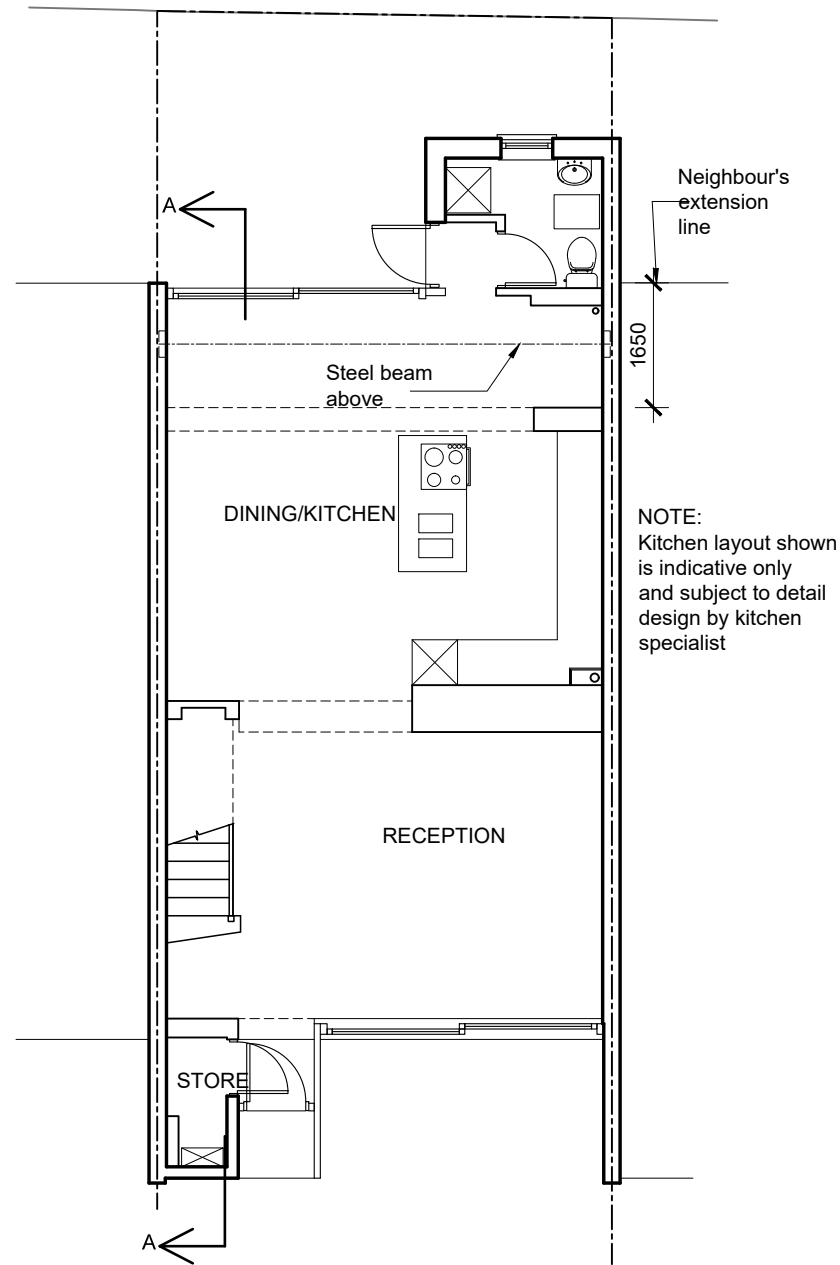 A
Neighbour's
extension
line
1650
Steel beam
above
DINING/KITCHEN
NOTE:
Kitchen layout shown
is indicative only
and subject to detail
design by kitchen
specialist
RECEPTION
STORE
A